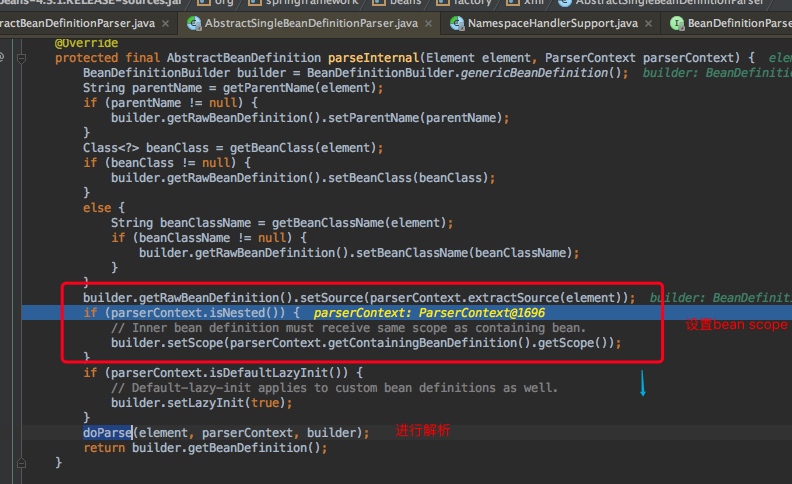 beans-4.3.1.RELEASE-sources.jar org springframework beans factory xml AbstractSingleBeanDefinitionParser
ractBeanDefinitionParser.java × AbstractSingleBeanDefinitionParser.java × NamespaceHandlerSupport.java × BeanDefinitionParse
@Override
protected final AbstractBeanDefinition parseInternal(Element element, ParserContext parserContext) { ele
BeanDefinitionBuilder builder = BeanDefinitionBuilder.genericBeanDefinition(); builder: BeanDefiniti
String parentName = getParentName(element);
if (parentName != null) {
builder.getRawBeanDefinition().setParentName(parentName);
}
Class<?> beanClass = getBeanClass(element);
if (beanClass != null) {
builder.getRawBeanDefinition().setBeanClass(beanClass);
}
else {
String beanClassName = getBeanClassName(element);
if (beanClassName != null) {
builder.getRawBeanDefinition().setBeanClassName(beanClassName);
}
}
builder.getRawBeanDefinition().setSource(parserContext.extractSource(element)); builder: BeanDefiniti
if (parserContext.isNested()) { parserContext: ParserContext@1696
// Inner bean definition must receive same scope as containing bean.
设置bean scope
builder.setScope(parserContext.getContainingBeanDefinition().getScope());
}
if (parserContext.isDefaultLazyInit()) {
// Default-lazy-init applies to custom bean definitions as well.
builder.setLazyInit(true);
}
doParse(element, parserContext, builder); 进行解析
return builder.getBeanDefinition();
}